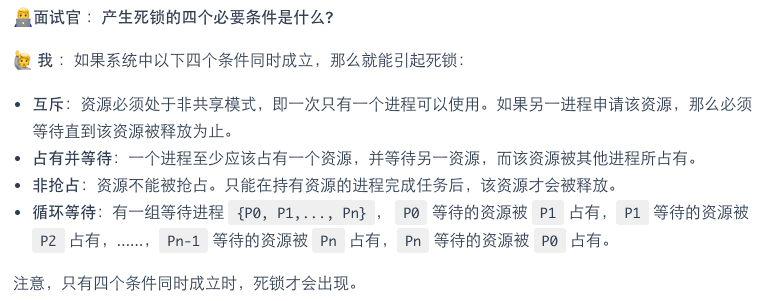 面试官 : 产生死锁的四个必要条件是什么?
我 : 如果系统中以下四个条件同时成立，那么就能引起死锁：
• 互斥：资源必须处于非共享模式，即一次只有一个进程可以使用。如果另一进程申请该资源，那么必须
等待直到该资源被释放为止。
• 占有并等待：一个进程至少应该占有一个资源，并等待另一资源，而该资源被其他进程所占有。
• 非抢占：资源不能被抢占。只能在持有资源的进程完成任务后，该资源才会被释放。
• 循环等待：有一组等待进程 {P0, P1,..., Pn}， P0 等待的资源被 P1 占有，P1 等待的资源被
P2 占有，......，Pn-1 等待的资源被 Pn 占有，Pn 等待的资源被 P0 占有。
注意，只有四个条件同时成立时，死锁才会出现。